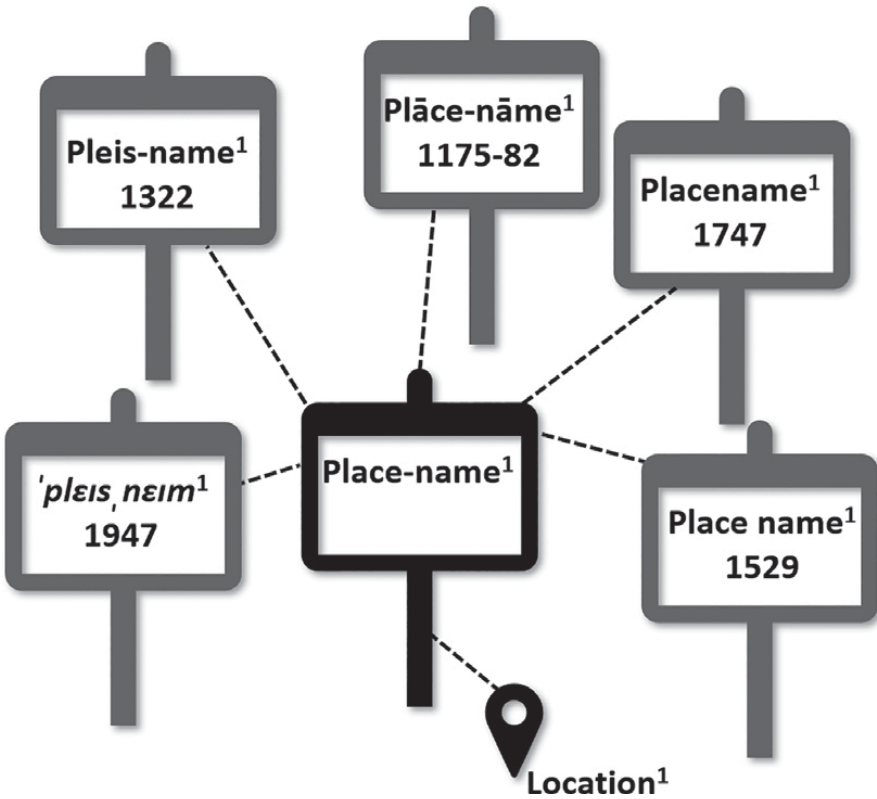 Pleis-name¹
1322
Plāce-nāme¹
1175-82
Placename¹
1747
ˈplɛɪsˌnɛɪm¹
1947
Place-name¹
Place name¹
1529
Location¹